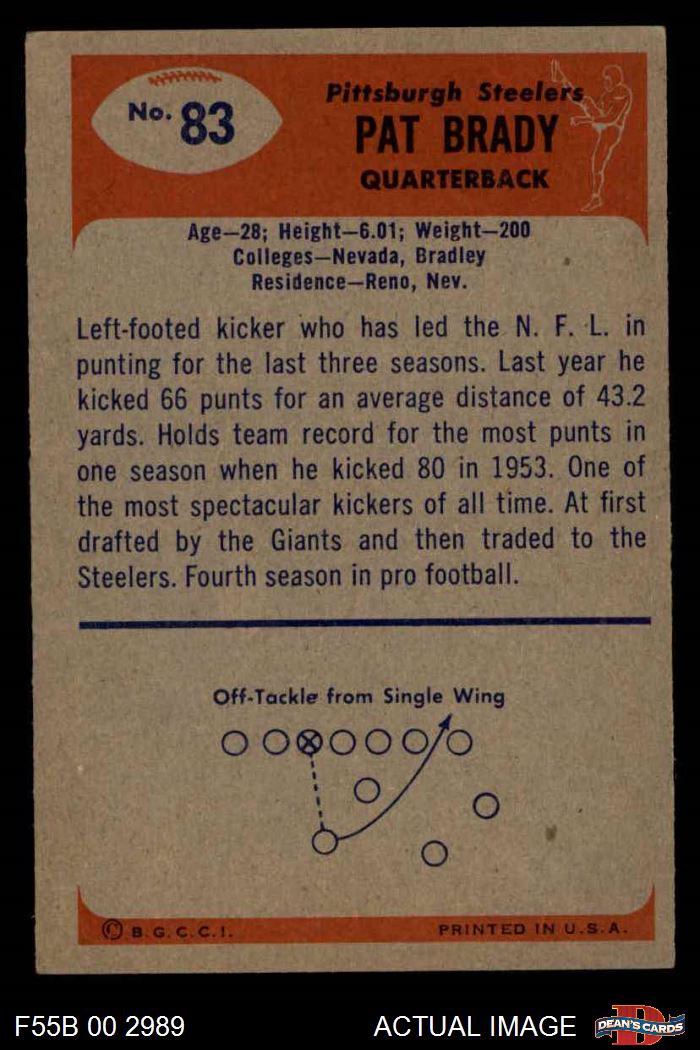 No. 83
Pittsburgh Steelers
PAT BRADY
QUARTERBACK
Age—28; Height—6.01; Weight—200
Colleges—Nevada, Bradley
Residence—Reno, Nev.
Left-footed kicker who has led the N. F. L. in
punting for the last three seasons. Last year he
kicked 66 punts for an average distance of 43.2
yards. Holds team record for the most punts in
one season when he kicked 80 in 1953. One of
the most spectacular kickers of all time. At first
drafted by the Giants and then traded to the
Steelers. Fourth season in pro football.
Off-Tackle from Single Wing
© B.G.C.C.I. PRINTED IN U.S.A.
F55B 00 2989 ACTUAL IMAGE
D
DEAN'S CARDS